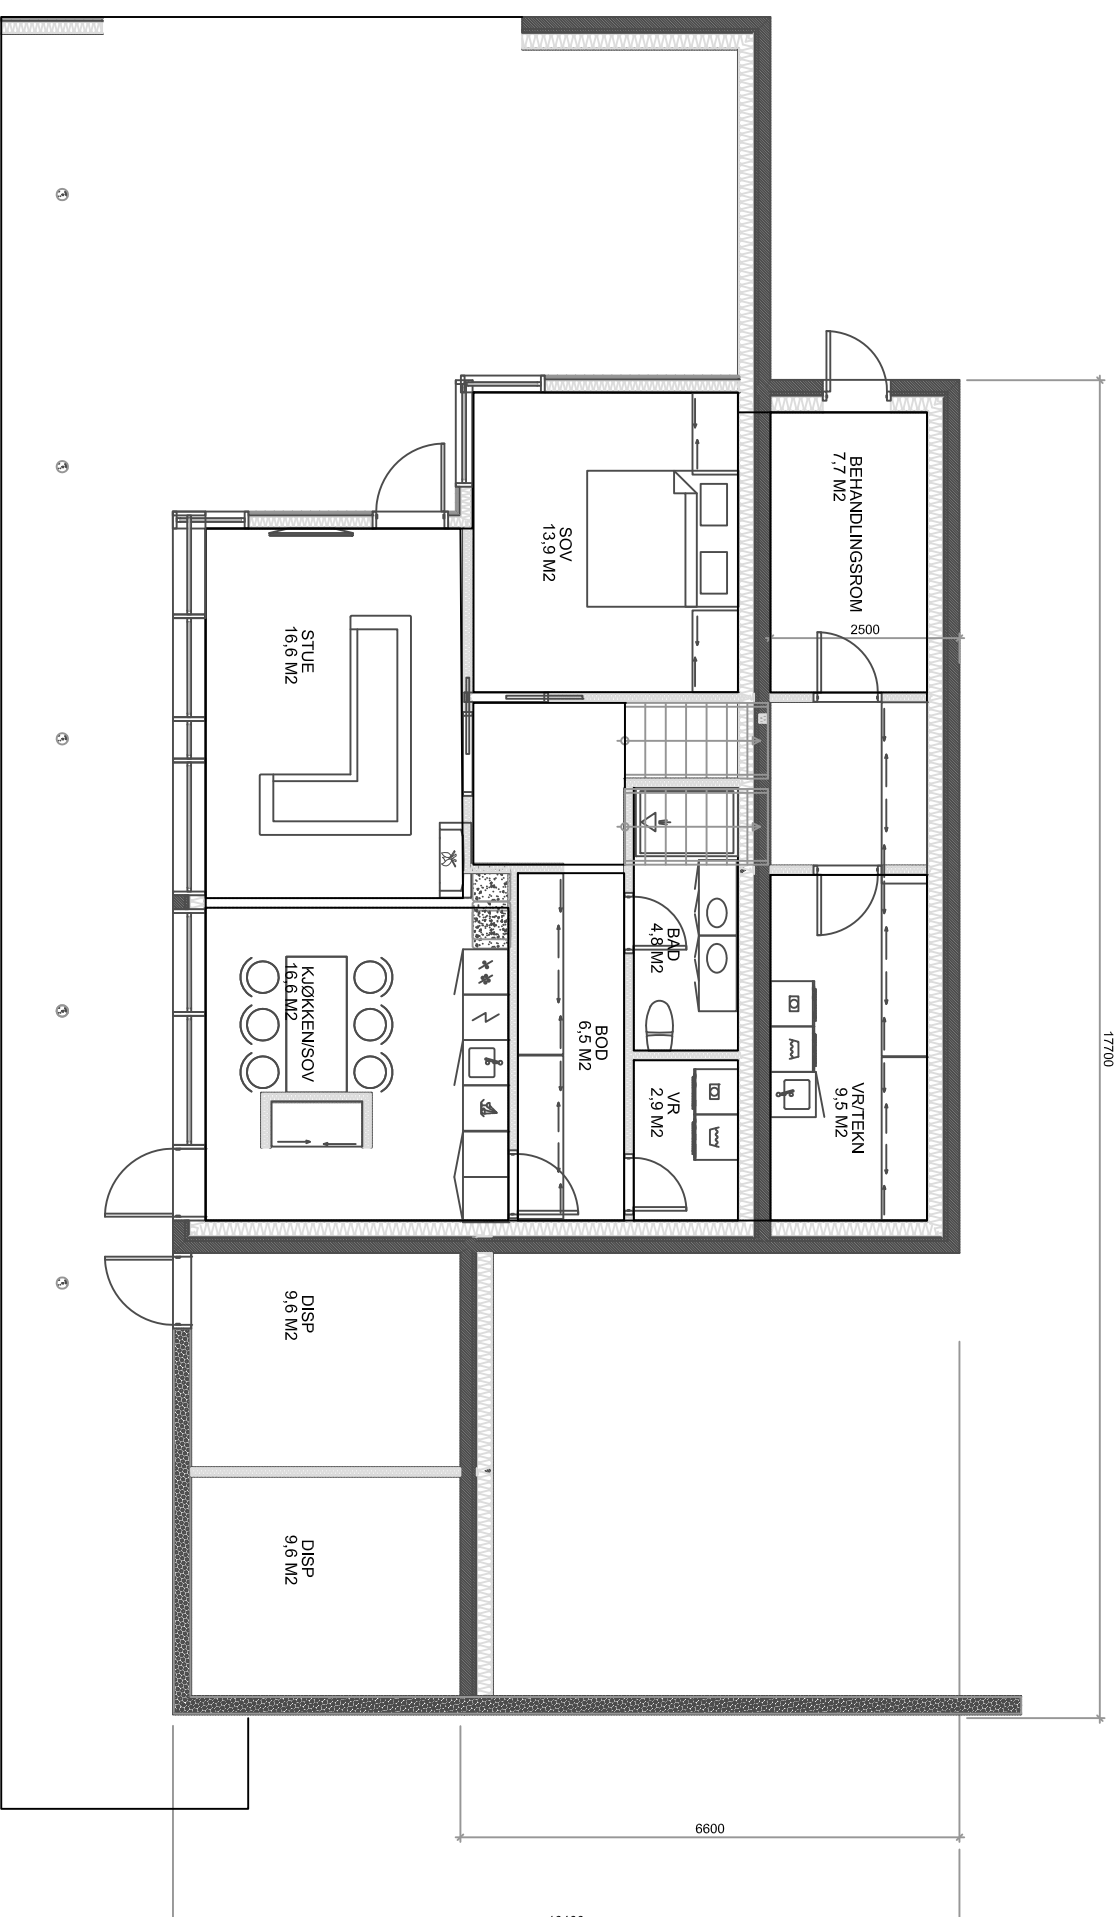 BEHANDLINGSROM
7,7 M2
SOV
13,9 M2
2500
STUE
16,6 M2
BAD
4,8 M2
KJØKKEN/SOV
16,6 M2
BOD
6,5 M2
VR
2,9 M2
VR/TEKN
9,5 M2
17700
DISP
9,6 M2
DISP
9,6 M2
6600